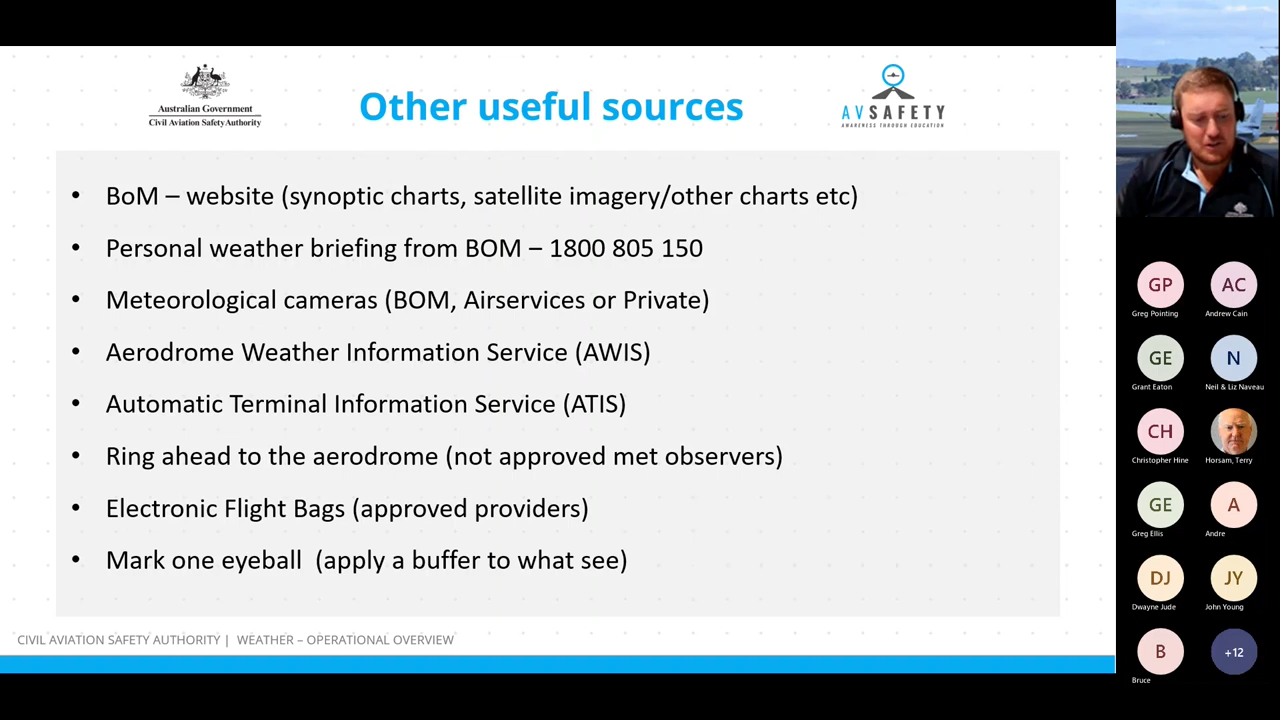 Australian Government
Civil Aviation Safety Authority
Other useful sources
AVSAFETY
AWARENESS THROUGH EDUCATION
• BoM – website (synoptic charts, satellite imagery/other charts etc)
• Personal weather briefing from BOM – 1800 805 150
• Meteorological cameras (BOM, Airservices or Private)
• Aerodrome Weather Information Service (AWIS)
• Automatic Terminal Information Service (ATIS)
• Ring ahead to the aerodrome (not approved met observers)
• Electronic Flight Bags (approved providers)
• Mark one eyeball  (apply a buffer to what see)
CIVIL AVIATION SAFETY AUTHORITY | WEATHER – OPERATIONAL OVERVIEW
GP
Greg Pointing
AC
Andrew Cain
GE
Grant Eaton
N
Neil & Liz Naveau
CH
Christopher Hine
Horsam, Terry
GE
Greg Ellis
A
Andre
DJ
Dwayne Jude
JY
John Young
B
Bruce
+12